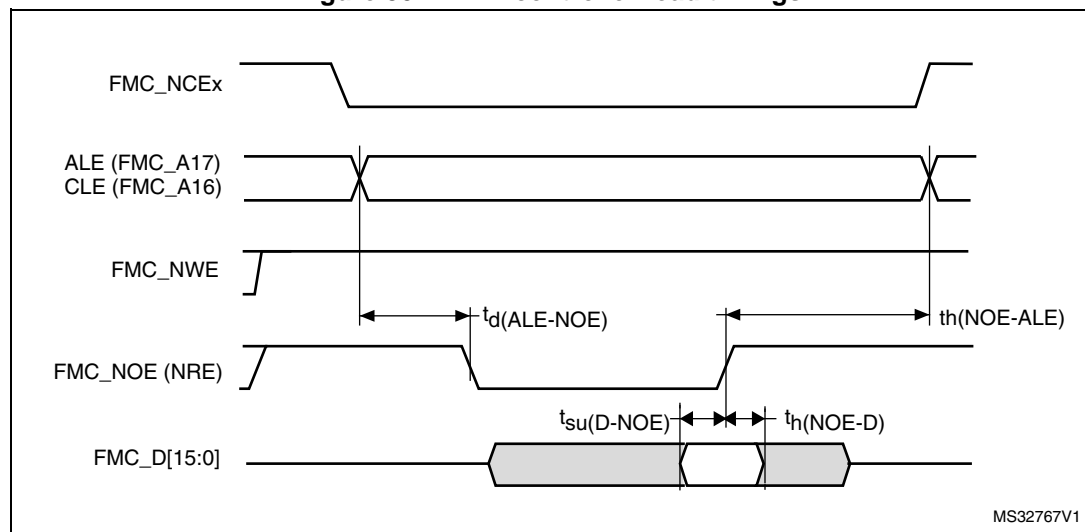 FMC_NCEx
ALE (FMC_A17)
CLE (FMC_A16)
FMC_NWE
td(ALE-NOE)
th(NOE-ALE)
FMC_NOE (NRE)
tsu(D-NOE)
th(NOE-D)
FMC_D[15:0]
MS32767V1